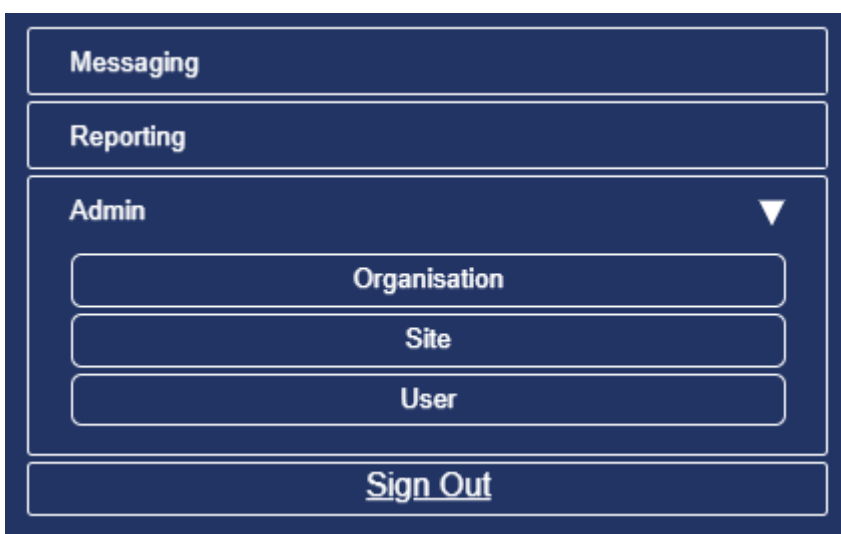 Messaging
Reporting
Admin
Organisation
Site
User
Sign Out